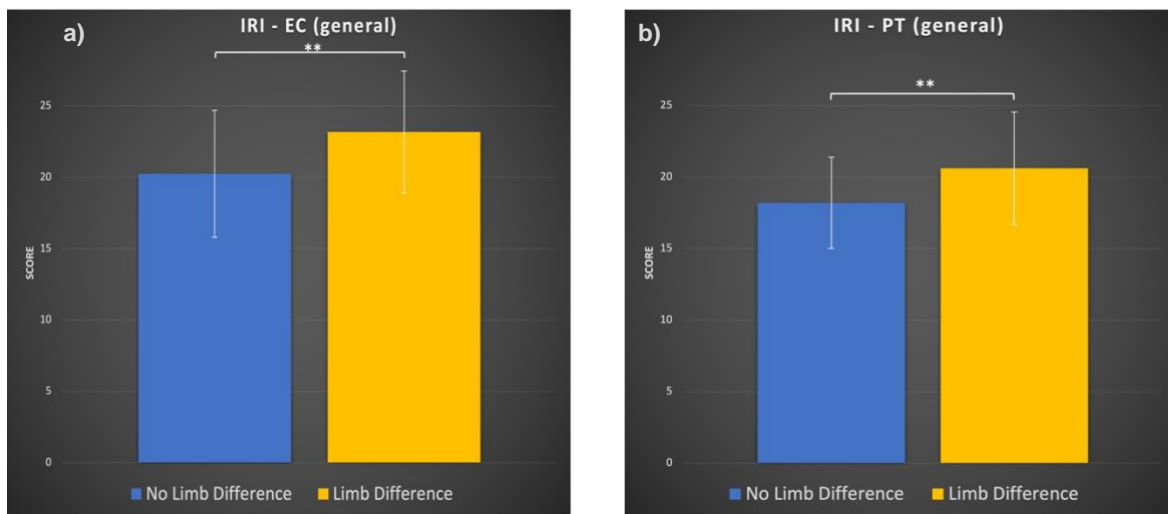 a)
IRI - EC (general)
**
25
20
15
10
5
0
SCORE
No Limb Difference
Limb Difference
b)
IRI - PT (general)
**
25
20
15
10
5
0
SCORE
No Limb Difference
Limb Difference